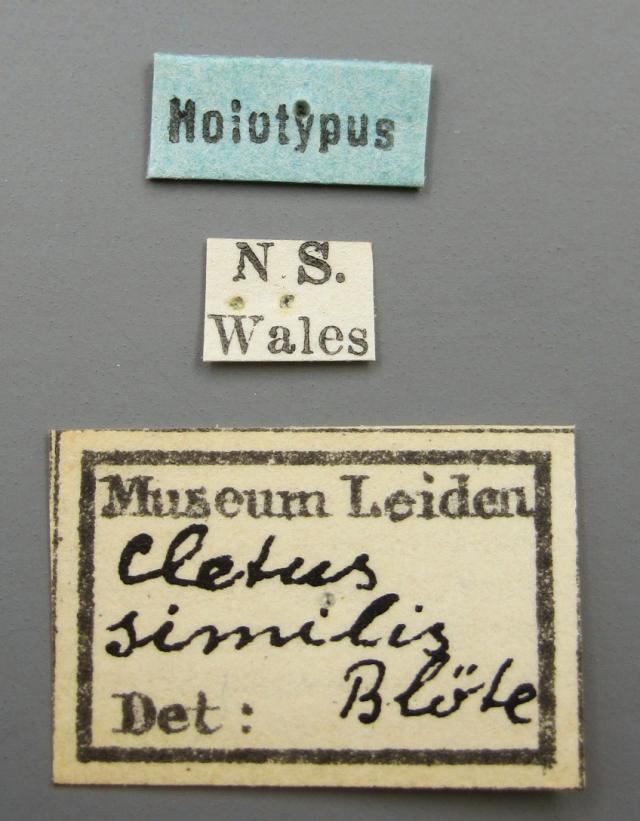 Holotypus
N. S.
Wales
Museum Leiden
Cletus
similis
Blöte
Det: